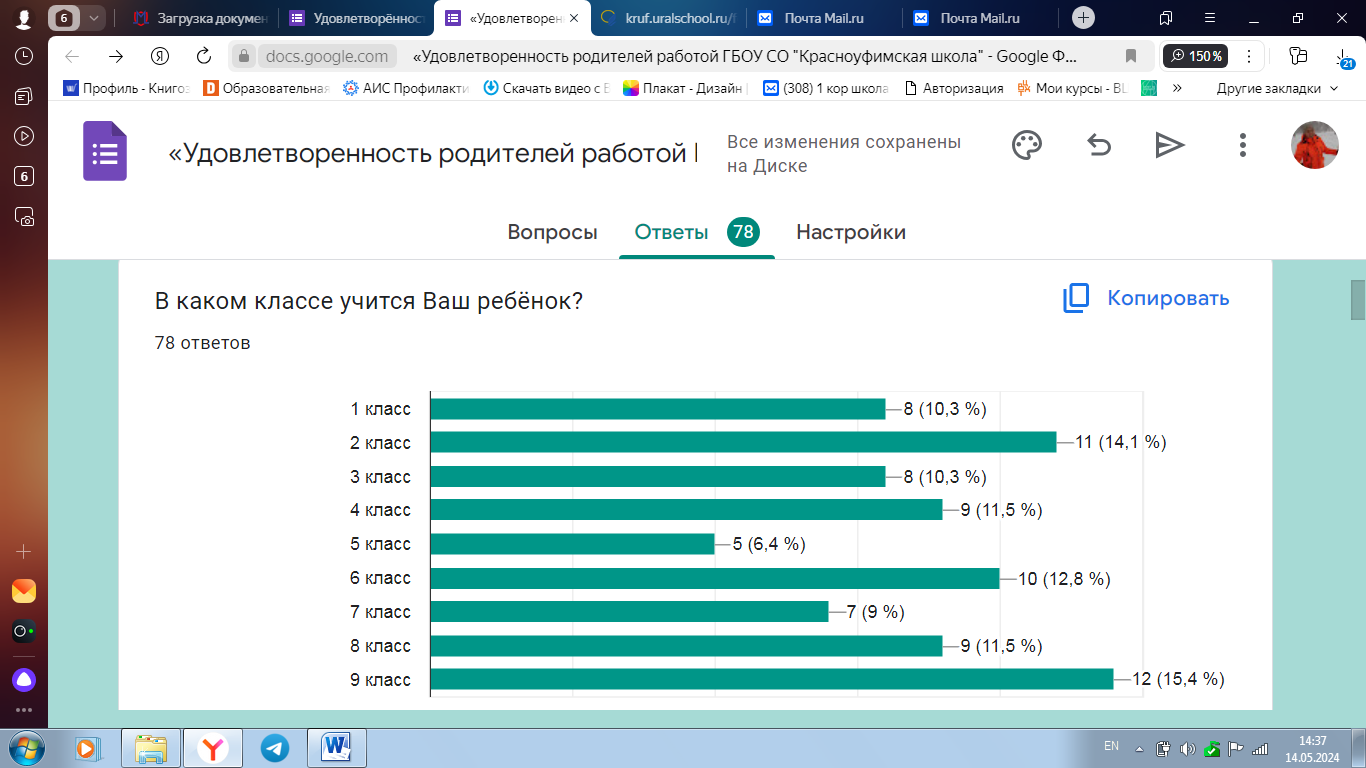 6
Загрузка докумен
Удовлетворённост
«Удовлетворен
kruf.uralschool.ru/f
Почта Mail.ru
Почта Mail.ru
docs.google.com
«Удовлетворенность родителей работой ГБОУ СО "Красноуфимская школа" - Google Ф...
150%
21
Профиль - Книго
Образовательная
АИС Профилакти
Скачать видео с
Плакат - Дизайн
(308) 1 кор школа
Авторизация
Мои курсы - BL
»
Другие закладки
6
«Удовлетворенность родителей работой
Все изменения сохранены
на Диске
Вопросы
Ответы
78
Настройки
В каком классе учится Ваш ребёнок?
Копировать
78 ответов
1 класс 8 (10,3 %)
2 класс 11 (14,1 %)
3 класс 8 (10,3 %)
4 класс 9 (11,5 %)
5 класс 5 (6,4 %)
6 класс 10 (12,8 %)
7 класс 7 (9 %)
8 класс 9 (11,5 %)
9 класс 12 (15,4 %)
EN
14:37
14.05.2024